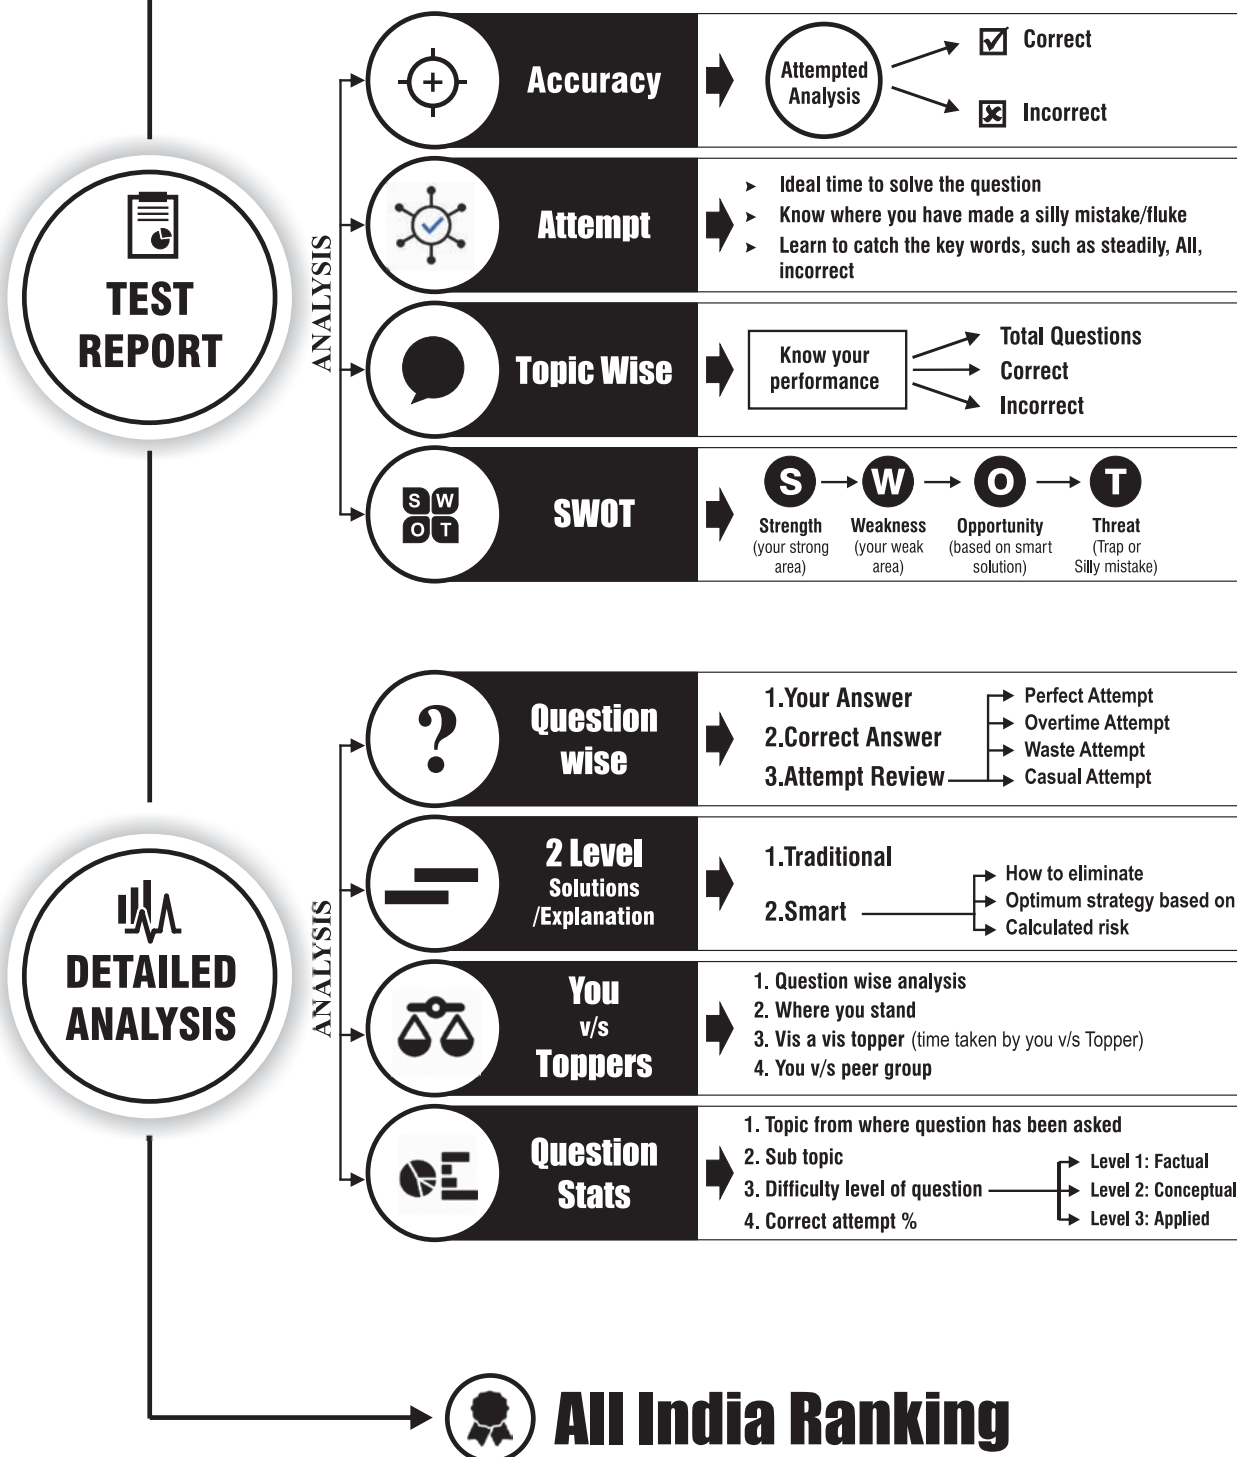 TEST
REPORT
ANALYSIS
Accuracy
Attempted
Analysis
Correct
Incorrect
Attempt
➤ Ideal time to solve the question
➤ Know where you have made a silly mistake/fluke
➤ Learn to catch the key words, such as steadily, All,
incorrect
Topic Wise
Know your
performance
Total Questions
Correct
Incorrect
S W
O T
SWOT
S W O T
Strength Weakness Opportunity Threat
(your strong (your weak (based on smart (Trap or
area) area) solution) Silly mistake)
DETAILED
ANALYSIS
ANALYSIS
?
Question
wise
1.Your Answer
2.Correct Answer
3.Attempt Review
Perfect Attempt
Overtime Attempt
Waste Attempt
Casual Attempt
2 Level
Solutions
/Explanation
1.Traditional
2.Smart
How to eliminate
Optimum strategy based on
Calculated risk
You
v/s
Toppers
1. Question wise analysis
2. Where you stand
3. Vis a vis topper (time taken by you v/s Topper)
4. You v/s peer group
Question
Stats
1. Topic from where question has been asked
2. Sub topic
3. Difficulty level of question
4. Correct attempt %
Level 1: Factual
Level 2: Conceptual
Level 3: Applied
All India Ranking